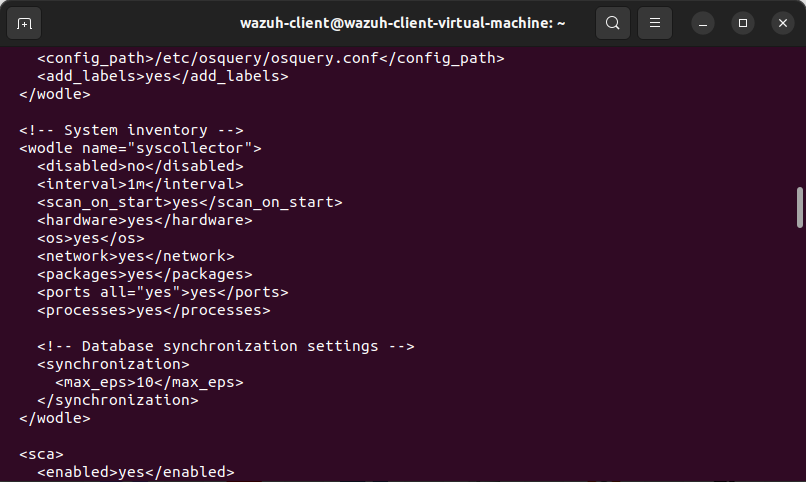 wazuh-client@wazuh-client-virtual-machine: ~
<config_path>/etc/osquery/osquery.conf</config_path>
<add_labels>yes</add_labels>
</wodle>
<!-- System inventory -->
<wodle name="syscollector">
<disabled>no</disabled>
<interval>1m</interval>
<scan_on_start>yes</scan_on_start>
<hardware>yes</hardware>
<os>yes</os>
<network>yes</network>
<packages>yes</packages>
<ports all="yes">yes</ports>
<processes>yes</processes>
<!-- Database synchronization settings -->
<synchronization>
<max_eps>10</max_eps>
</synchronization>
</wodle>
<sca>
<enabled>yes</enabled>